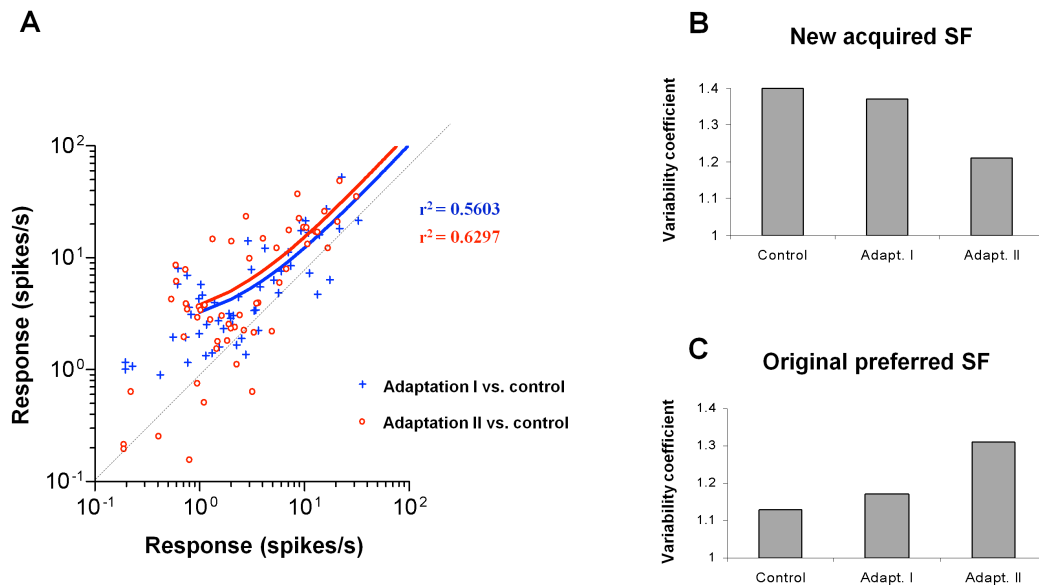 A
Response (spikes/s)
10²
10¹
10⁰
10⁻¹
r² = 0.5603
r² = 0.6297
+ Adaptation I vs. control
o Adaptation II vs. control
10⁻¹ 10⁰ 10¹ 10²
Response (spikes/s)
B
New acquired SF
Variability coefficient
1.4
1.3
1.2
1.1
1
Control Adapt. I Adapt. II
C
Original preferred SF
Variability coefficient
1.4
1.3
1.2
1.1
1
Control Adapt. I Adapt. II